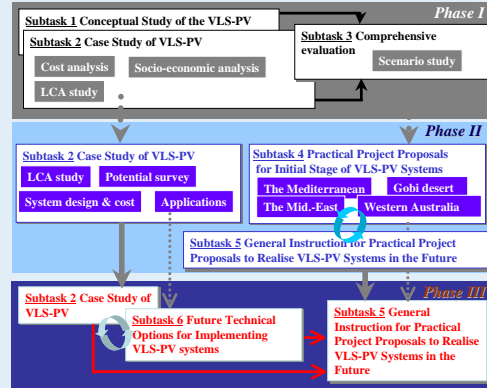 Phase I
Subtask 1 Conceptual Study of the VLS-PV
Subtask 2 Case Study of VLS-PV
Cost analysis
Socio-economic analysis
LCA study
Subtask 3 Comprehensive
evaluation
Scenario study
Phase II
Subtask 2 Case Study of VLS-PV
LCA study
Potential survey
System design & cost
Applications
Subtask 4 Practical Project Proposals
for Initial Stage of VLS-PV Systems
The Mediterranean
Gobi desert
The Mid.-East
Western Australia
Subtask 5 General Instruction for Practical Project
Proposals to Realise VLS-PV Systems in the Future
Phase III
Subtask 2 Case Study of
VLS-PV
Subtask 6 Future Technical
Options for Implementing
VLS-PV systems
Subtask 5 General
Instruction for Practical
Project Proposals to Realise
VLS-PV Systems in the
Future